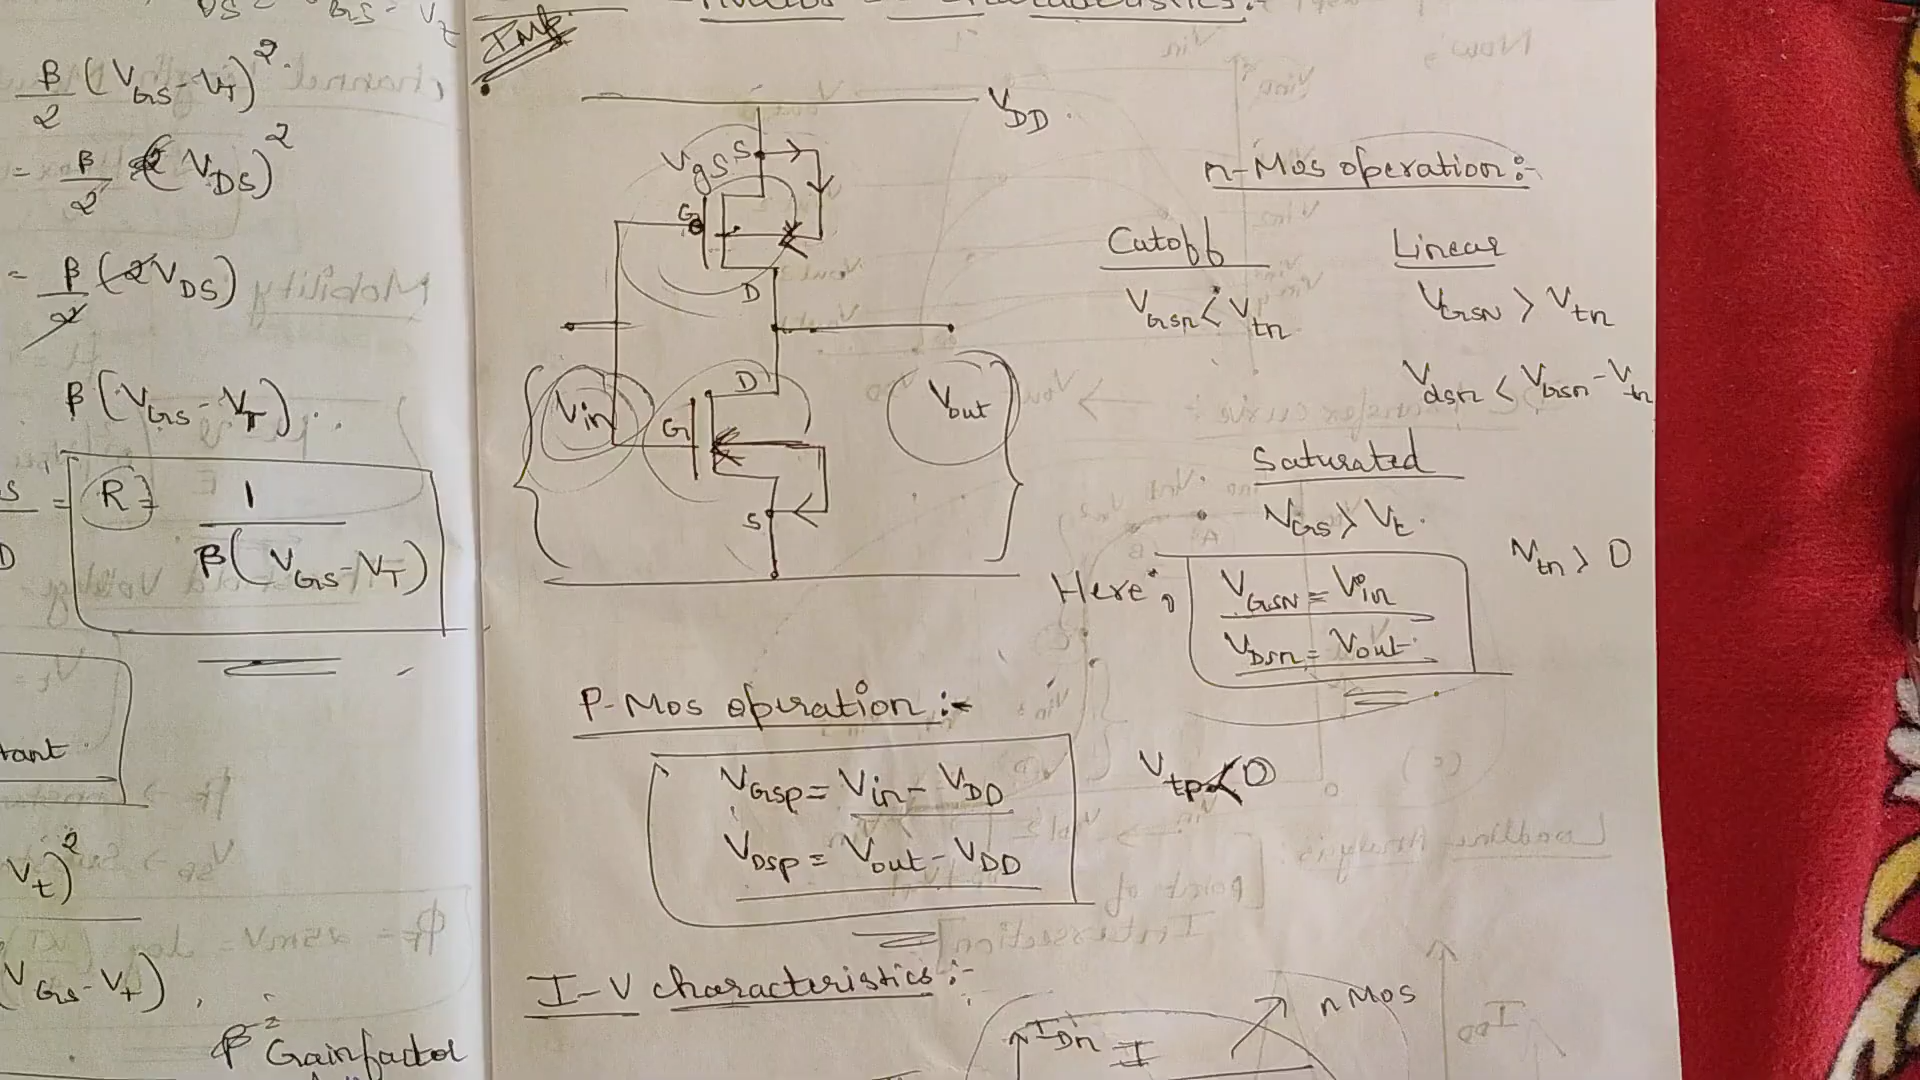 β/2 (VGS - VT)²
= β/2 (VDS)²
= β/2 (2VDS)
β(VGS - VT).
R = 1 / β(VGS - VT)
tant
Vt)²
VGS - Vt),
β = Gain factor
Imp
VDD
Vgs
S
G
D
Vin
D
G
S
Vout
n-Mos operation :-
Cutoff
VGSn < Vtn
Linear
VGSN > Vtn
Vdsn < VGSn - Vtn
Saturated
VGS > Vt.
Vtn > 0
Here,
VGSN = Vin
VDSn = Vout.
P-Mos operation :-
VGSp = Vin - VDD
VDSp = Vout - VDD
Vtp < 0
I-V characteristics :-
IDn
I
nMos